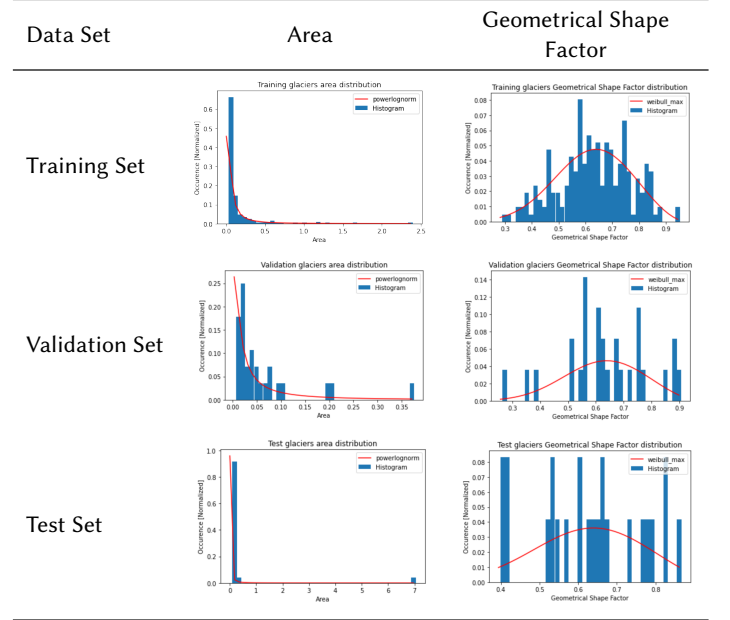 Data Set
Area
Geometrical Shape
Factor
Training Set
Training glaciers area distribution
powerlognorm
Histogram
Occurence [Normalized]
0.6
0.5
0.4
0.3
0.2
0.1
0.0
0.0 0.5 1.0 1.5 2.0 2.5
Area
Training glaciers Geometrical Shape Factor distribution
weibull_max
Histogram
Occurence [Normalized]
0.08
0.07
0.06
0.05
0.04
0.03
0.02
0.01
0.00
0.3 0.4 0.5 0.6 0.7 0.8 0.9
Geometrical Shape Factor
Validation Set
Validation glaciers area distribution
powerlognorm
Histogram
Occurence [Normalized]
0.25
0.20
0.15
0.10
0.05
0.00
0.00 0.05 0.10 0.15 0.20 0.25 0.30 0.35
Area
Validation glaciers Geometrical Shape Factor distribution
weibull_max
Histogram
Occurence [Normalized]
0.14
0.12
0.10
0.08
0.06
0.04
0.02
0.00
0.3 0.4 0.5 0.6 0.7 0.8 0.9
Geometrical Shape Factor
Test Set
Test glaciers area distribution
powerlognorm
Histogram
Occurence [Normalized]
1.0
0.8
0.6
0.4
0.2
0.0
0 1 2 3 4 5 6 7
Area
Test glaciers Geometrical Shape Factor distribution
weibull_max
Histogram
Occurence [Normalized]
0.08
0.07
0.06
0.05
0.04
0.03
0.02
0.01
0.00
0.4 0.5 0.6 0.7 0.8
Geometrical Shape Factor